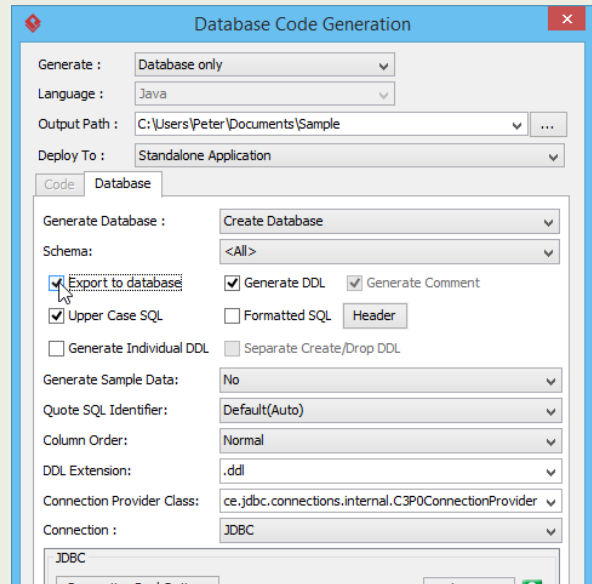 Database Code Generation
Generate : Database only
Language : Java
Output Path : C:\Users\Peter\Documents\Sample ...
Deploy To : Standalone Application
Code Database
Generate Database : Create Database
Schema: <All>
Export to database Generate DDL Generate Comment
Upper Case SQL Formatted SQL Header
Generate Individual DDL Separate Create/Drop DDL
Generate Sample Data: No
Quote SQL Identifier: Default(Auto)
Column Order: Normal
DDL Extension: .ddl
Connection Provider Class: ce.jdbc.connections.internal.C3P0ConnectionProvider
Connection : JDBC
JDBC